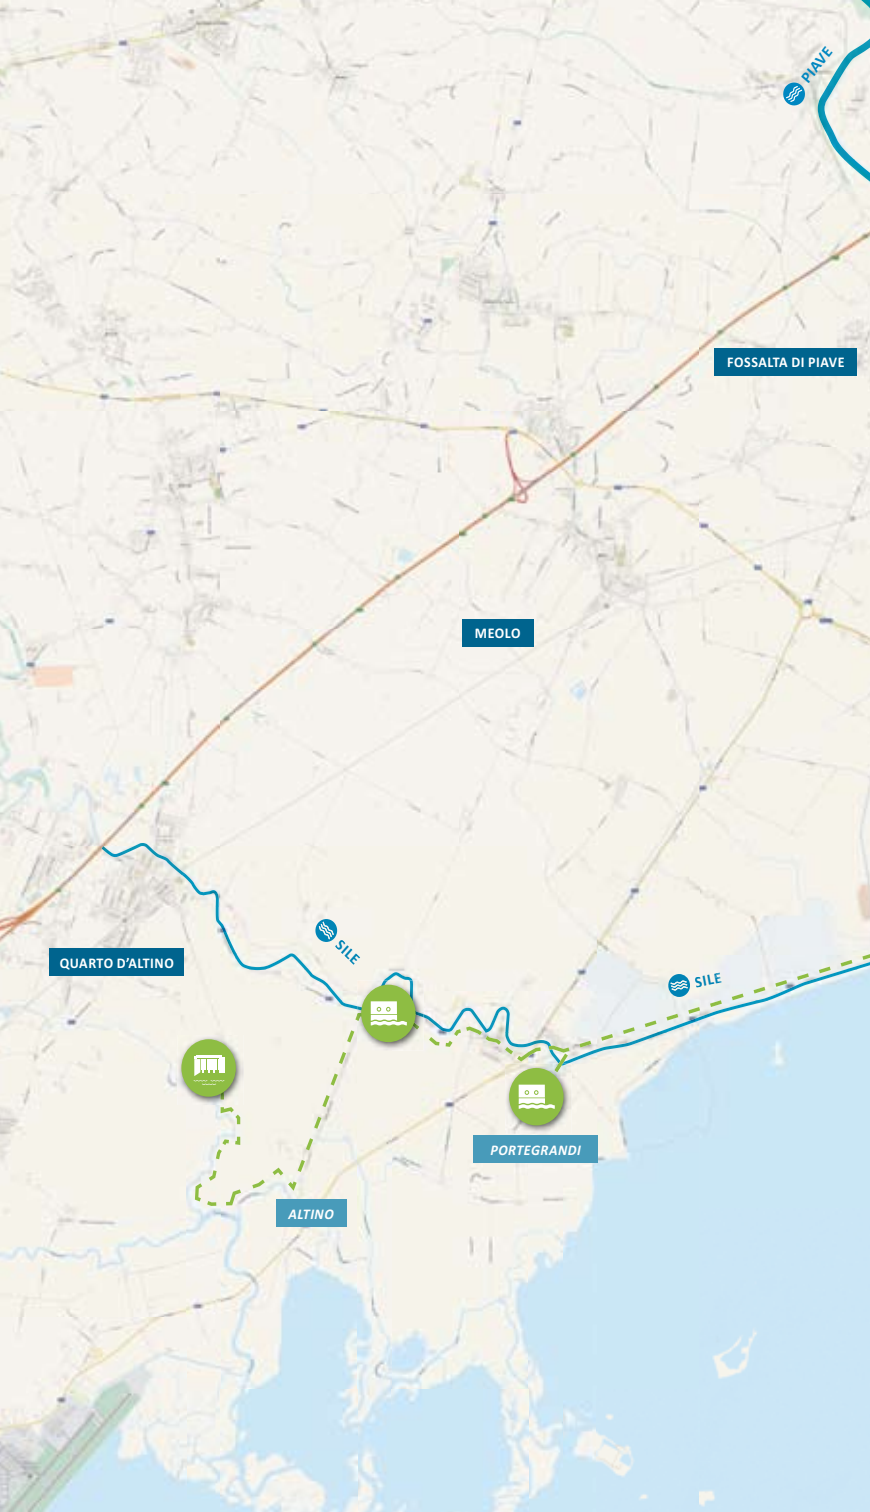 PIAVE
FOSSALTA DI PIAVE
MEOLO
SILE
QUARTO D'ALTINO
SILE
PORTEGRANDI
ALTINO